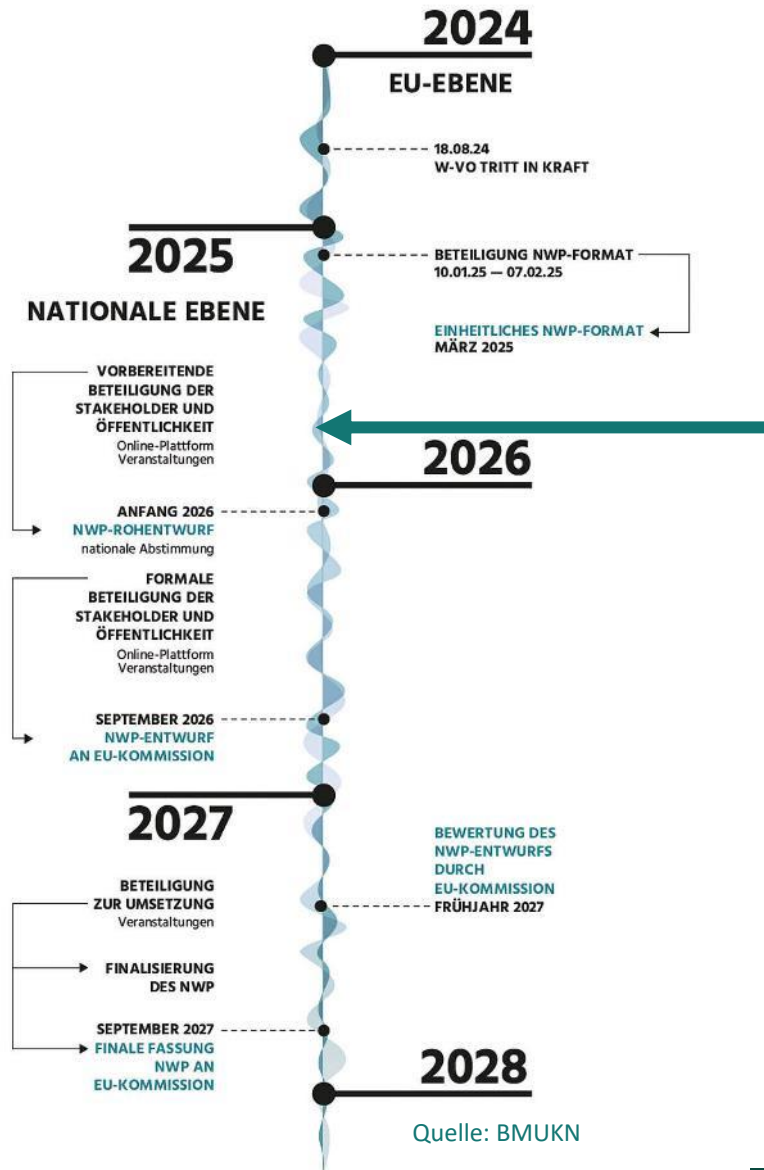 2024
EU-EBENE
18.08.24
W-VO TRITT IN KRAFT
2025
NATIONALE EBENE
BETEILIGUNG NWP-FORMAT
10.01.25 — 07.02.25
EINHEITLICHES NWP-FORMAT
MÄRZ 2025
VORBEREITENDE
BETEILIGUNG DER
STAKEHOLDER UND
ÖFFENTLICHKEIT
Online-Plattform
Veranstaltungen
2026
ANFANG 2026
NWP-ROHENTWURF
nationale Abstimmung
FORMALE
BETEILIGUNG DER
STAKEHOLDER UND
ÖFFENTLICHKEIT
Online-Plattform
Veranstaltungen
SEPTEMBER 2026
NWP-ENTWURF
AN EU-KOMMISSION
2027
BEWERTUNG DES
NWP-ENTWURFS
DURCH
EU-KOMMISSION
FRÜHJAHR 2027
BETEILIGUNG
ZUR UMSETZUNG
Veranstaltungen
FINALISIERUNG
DES NWP
SEPTEMBER 2027
FINALE FASSUNG
NWP AN
EU-KOMMISSION
2028
Quelle: BMUKN